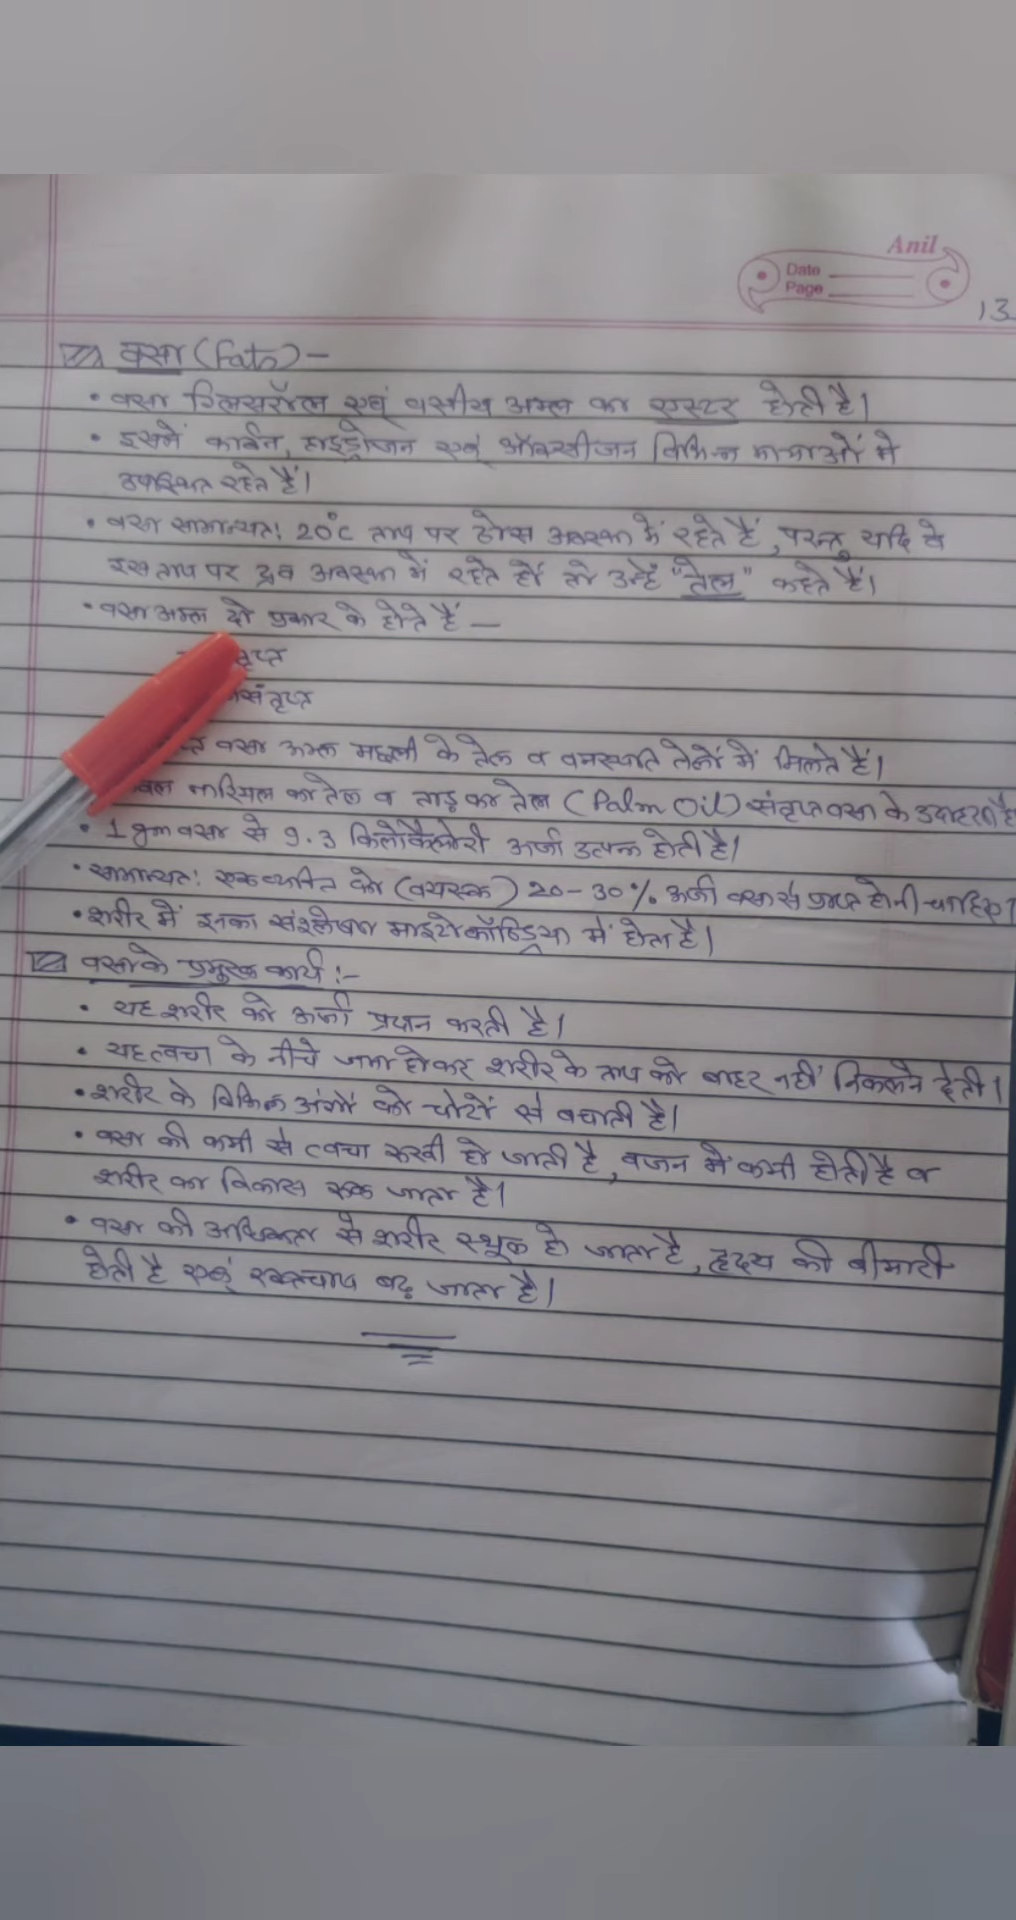 Anil
Date
Page
13
वसा (Fats) -
• वसा ग्लिसरॉल एवं वसीय अम्ल का एस्टर होती है।
• इसमें कार्बन, हाइड्रोजन एवं ऑक्सीजन विभिन्न मात्राओं में
उपस्थित रहते हैं।
• वसा सामान्यत: 20°C ताप पर ठोस अवस्था में रहते हैं, परन्तु यदि वे
इस ताप पर द्रव अवस्था में रहते हों तो उन्हें "तेल" कहते हैं।
• वसा अम्ल दो प्रकार के होते हैं —
तृप्त
संतृप्त
वसा अम्ल मछली के तेल व वनस्पति तेलों में मिलते हैं।
नारियल का तेल व ताड़ का तेल (Palm Oil) संतृप्त वसा के उदाहरण है
• 1 gm वसा से 9.3 किलोकैलोरी ऊर्जा उत्पन्न होती है।
• सामान्यत: एक व्यक्ति को (वयस्क) 20-30% ऊर्जा वसा से प्राप्त होनी चाहिए।
• शरीर में इनका संश्लेषण माइटोकॉण्ड्रिया में होता है।
वसा के प्रमुख कार्य :-
• यह शरीर को ऊर्जा प्रदान करती है।
• यह त्वचा के नीचे जमा होकर शरीर के ताप को बाहर नहीं निकलने देती।
• शरीर के विभिन्न अंगों को चोटों से बचाती है।
• वसा की कमी से त्वचा रूखी हो जाती है, वजन में कमी होती है व
शरीर का विकास रूक जाता है।
• वसा की अधिकता से शरीर स्थूल हो जाता है, हृदय की बीमारी
होती है एवं रक्तचाप बढ़ जाता है।